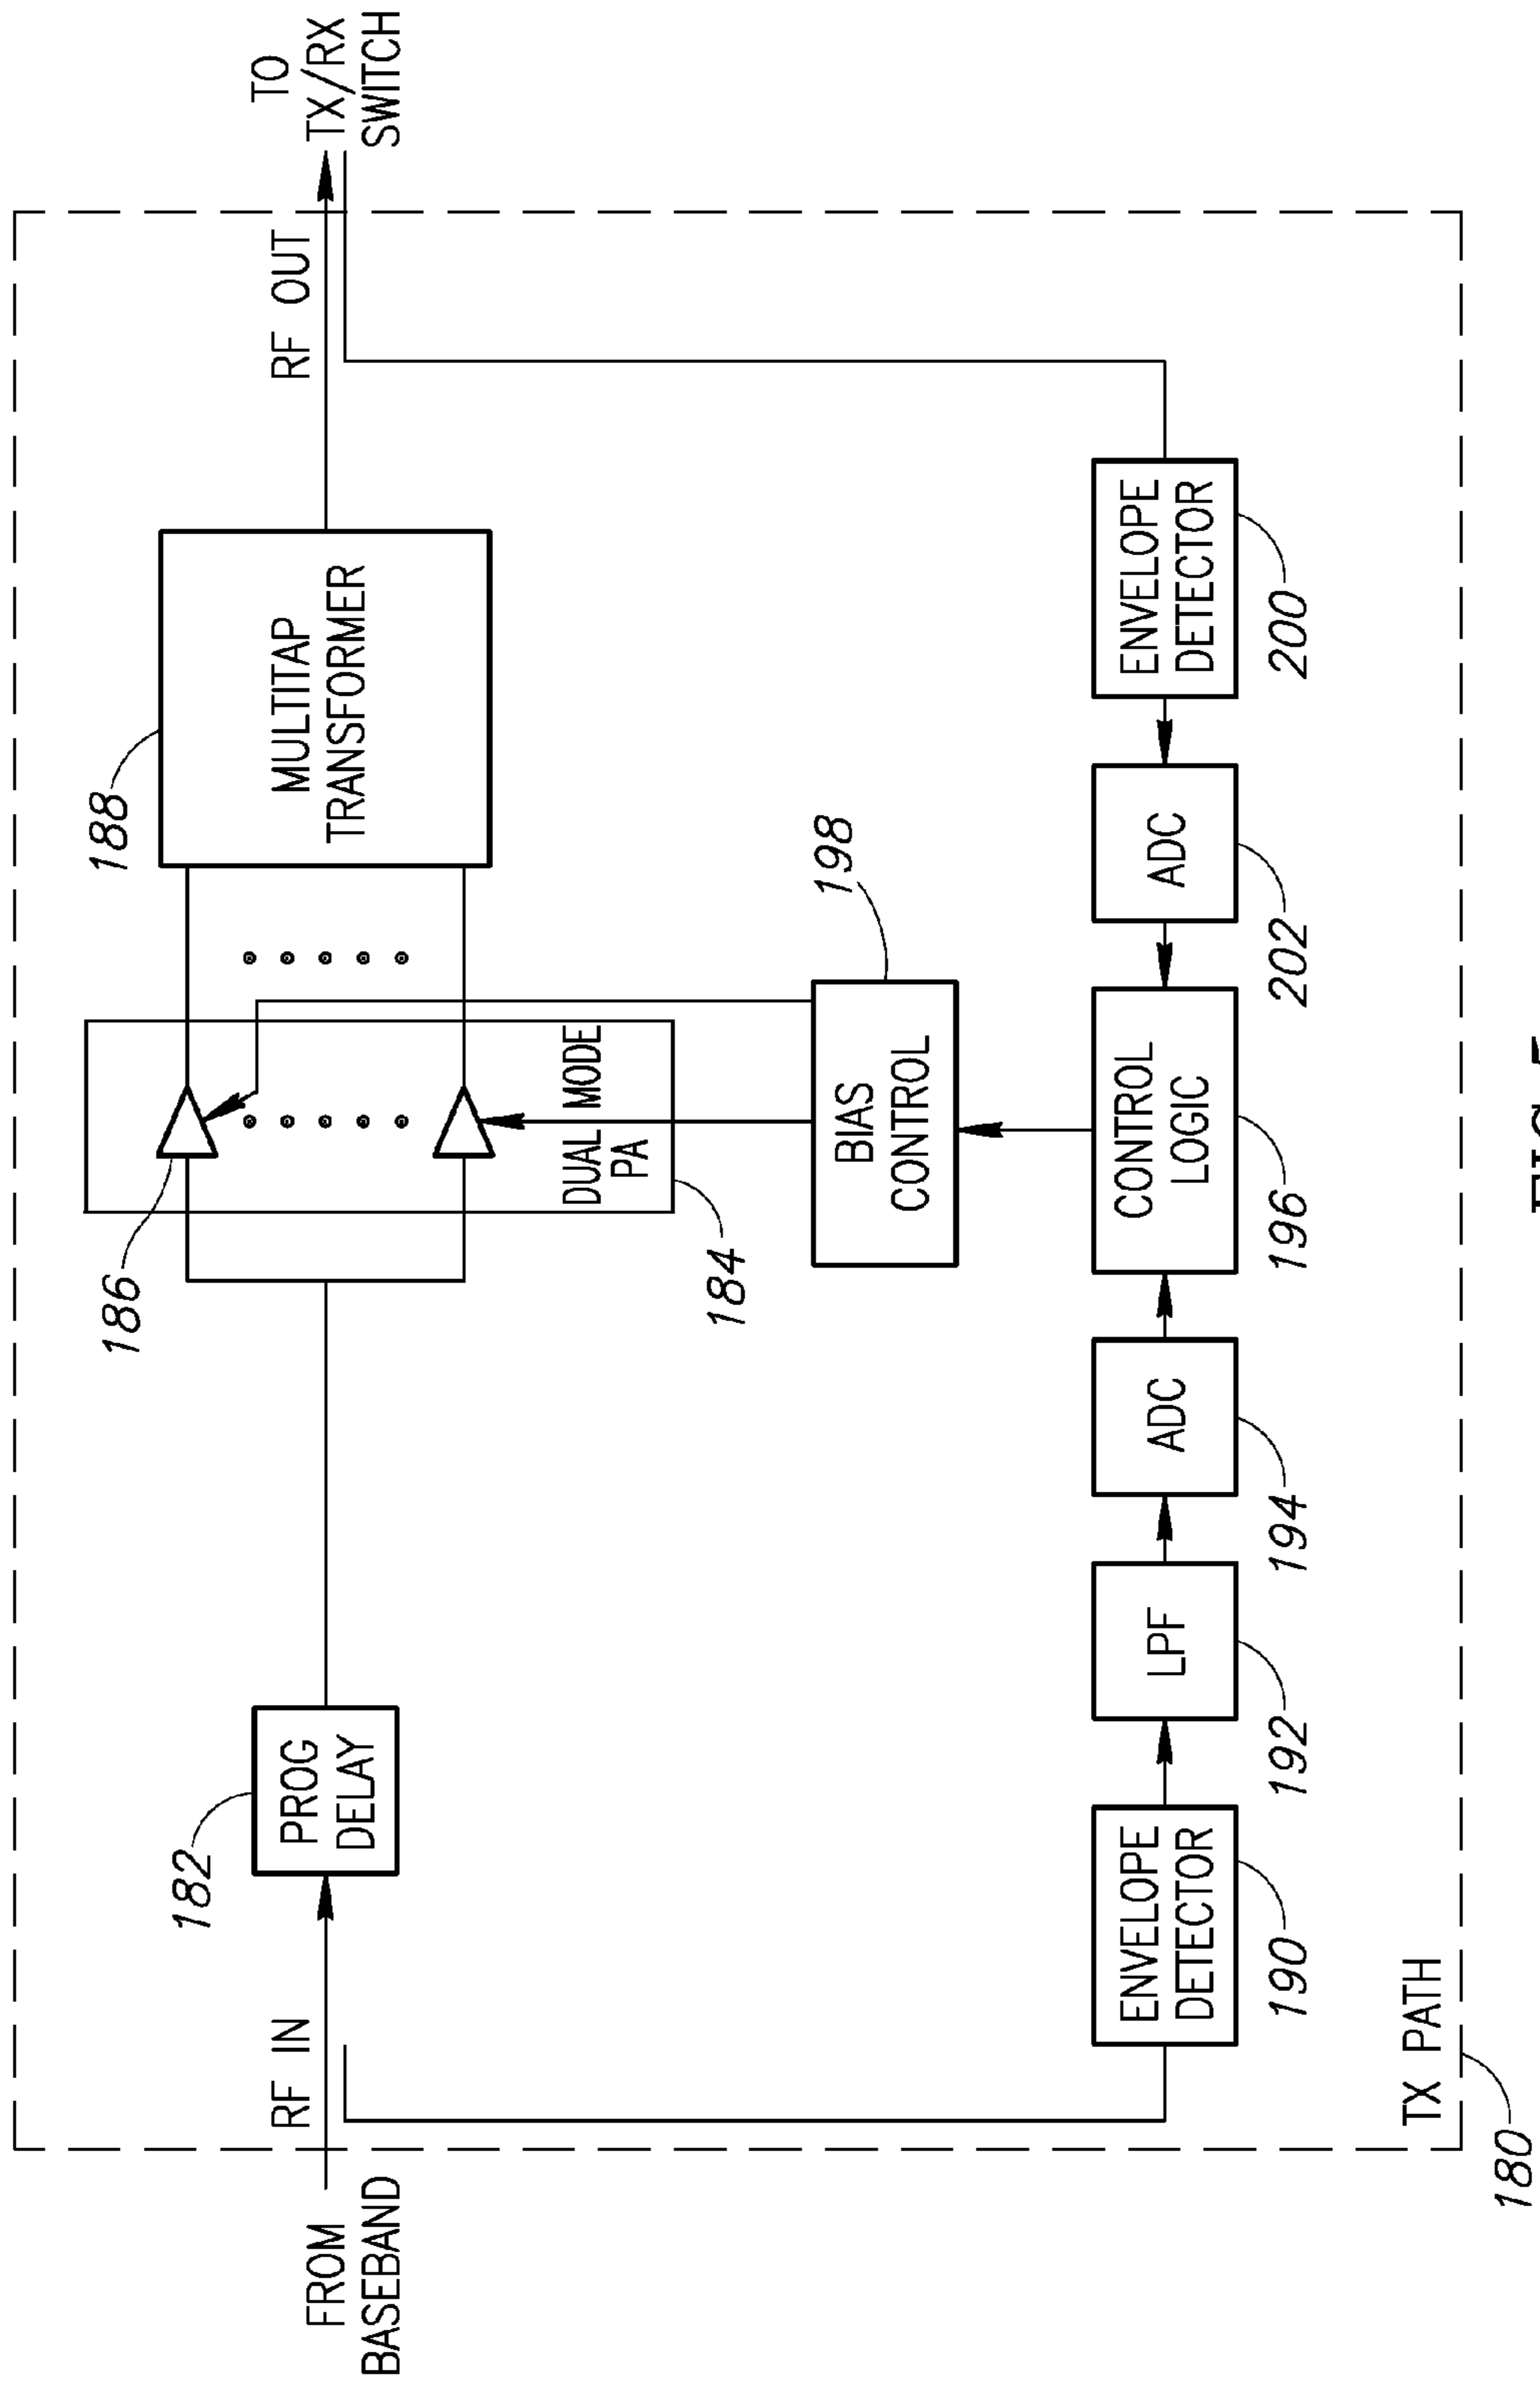 FROM
BASEBAND
RF IN
182
PROG
DELAY
186
DUAL MODE
PA
184
188
MULTITAP
TRANSFORMER
RF OUT
TO
TX/RX
SWITCH
BIAS
CONTROL
198
ENVELOPE
DETECTOR
190
LPF
192
ADC
194
CONTROL
LOGIC
196
ADC
202
ENVELOPE
DETECTOR
200
TX PATH
180